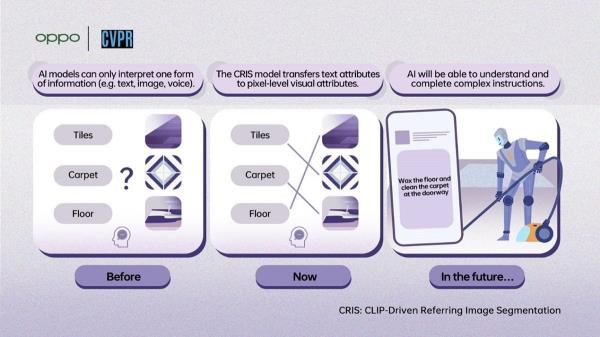 oppo
CVPR
AI models can only interpret one form
of information (e.g. text, image, voice).
The CRIS model transfers text attributes
to pixel-level visual attributes.
AI will be able to understand and
complete complex instructions.
Tiles
Carpet
?
Floor
Tiles
Carpet
Floor
Wax the floor and
clean the carpet
at the doorway
Before
Now
In the future...
CRIS: CLIP-Driven Referring Image Segmentation